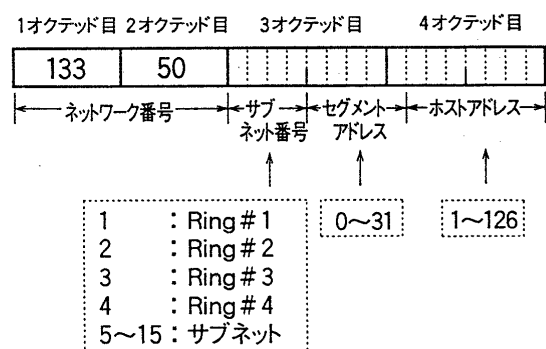 1オクテッド目 2オクテッド目 3オクテッド目 4オクテッド目
133 50
ネットワーク番号 サブネット番号 セグメントアドレス ホストアドレス
1 : Ring#1
2 : Ring#2
3 : Ring#3
4 : Ring#4
5～15 : サブネット
0～31
1～126